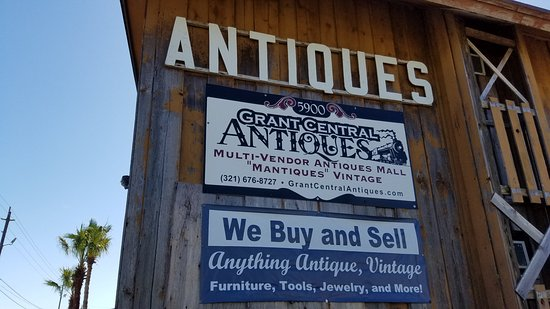 ANTIQUES
5900
GRANT CENTRAL
ANTIQUES
MULTI-VENDOR ANTIQUES MALL
"MANTIQUES" VINTAGE
(321) 676-8727 • GrantCentralAntiques.com
We Buy and Sell
Anything Antique, Vintage
Furniture, Tools, Jewelry, and More!